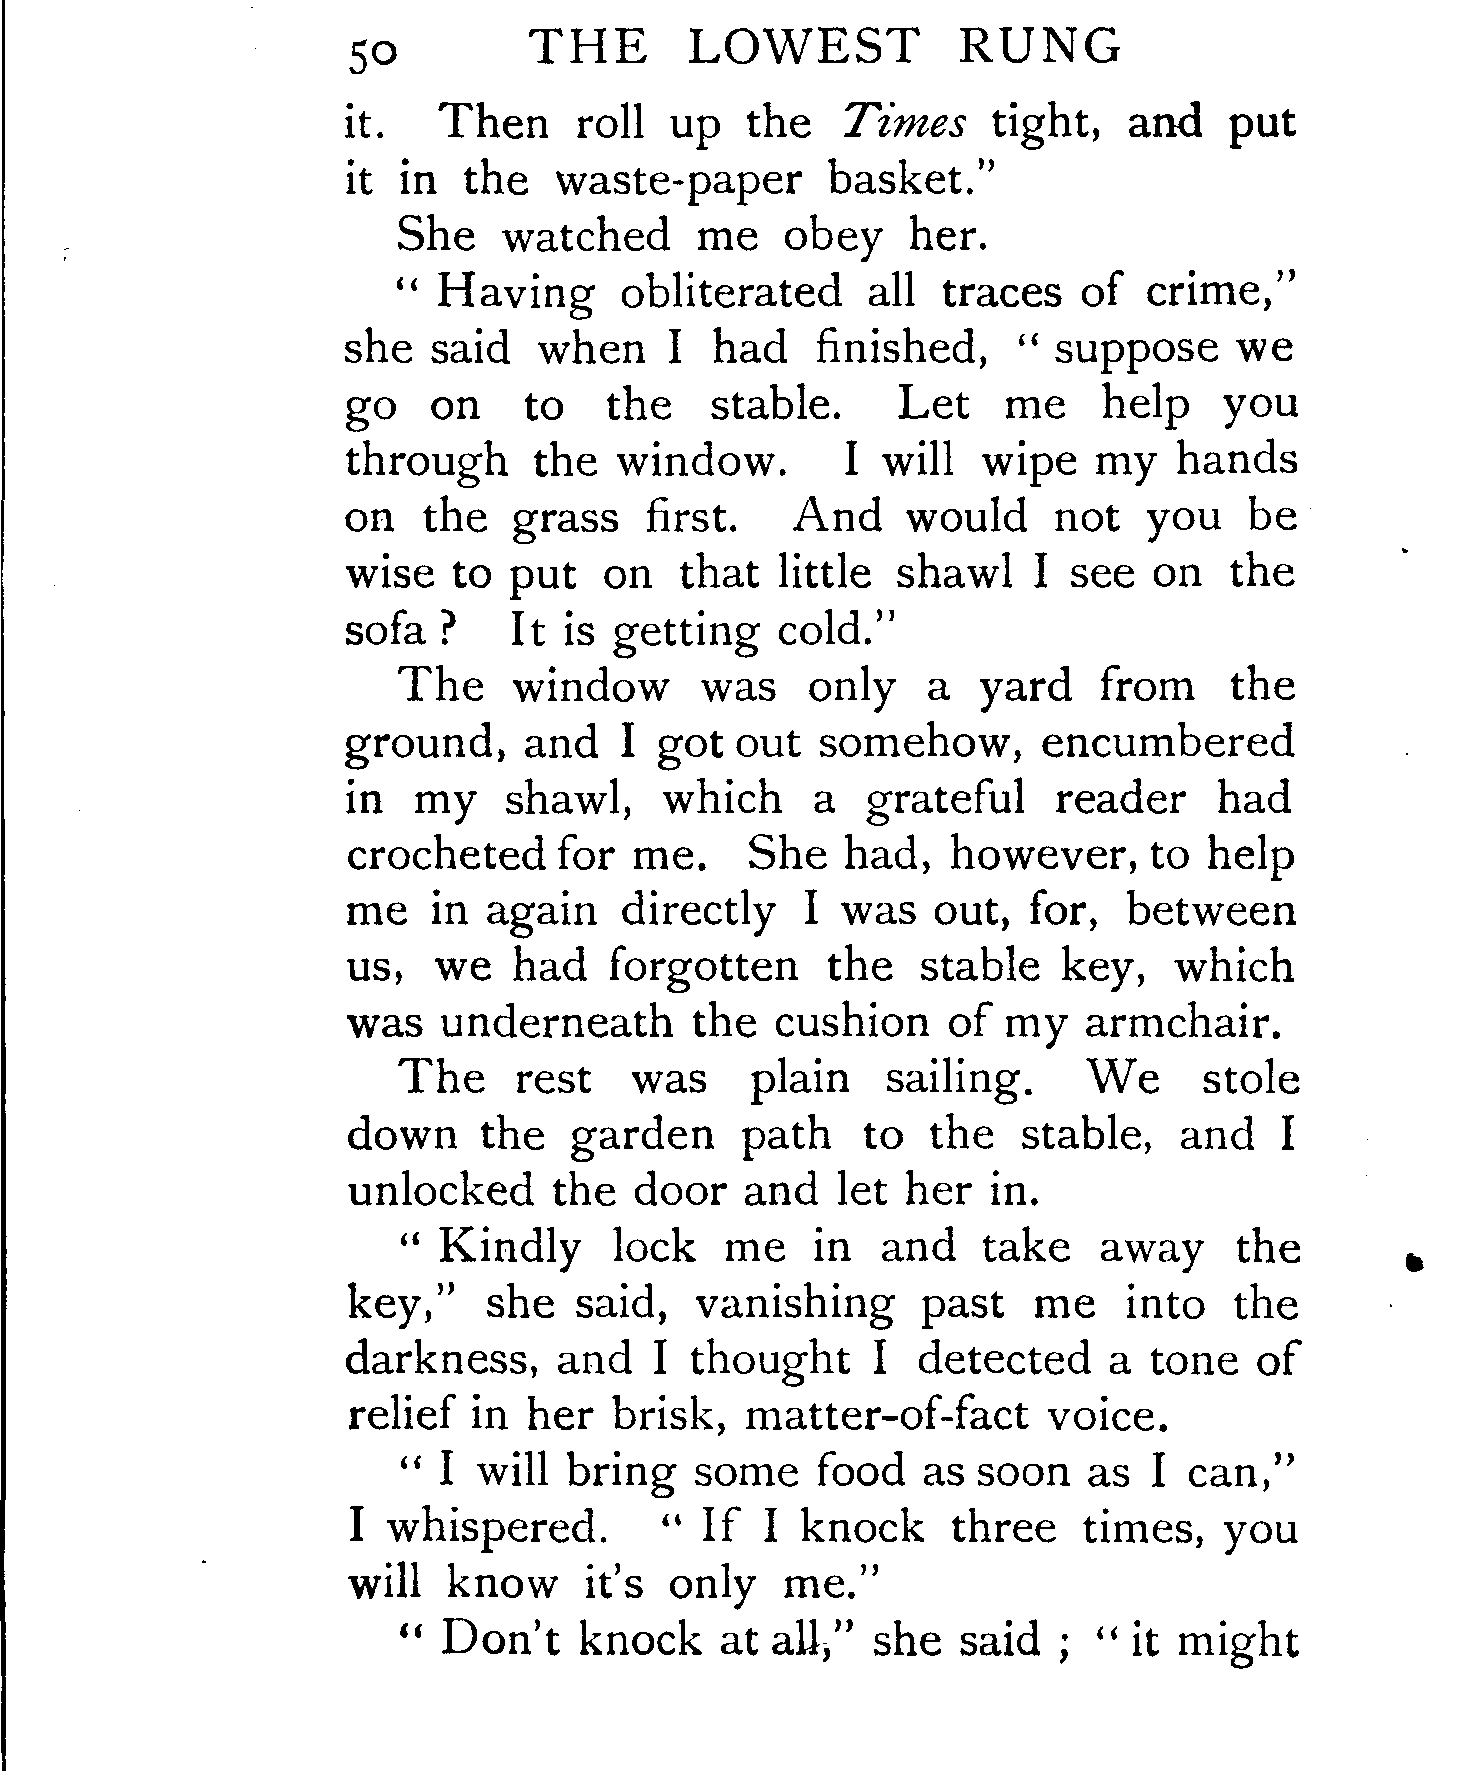 50 THE LOWEST RUNG
it. Then roll up the Times tight, and put
it in the waste-paper basket."
She watched me obey her.
" Having obliterated all traces of crime,"
she said when I had finished, " suppose we
go on to the stable. Let me help you
through the window. I will wipe my hands
on the grass first. And would not you be
wise to put on that little shawl I see on the
sofa ? It is getting cold."
The window was only a yard from the
ground, and I got out somehow, encumbered
in my shawl, which a grateful reader had
crocheted for me. She had, however, to help
me in again directly I was out, for, between
us, we had forgotten the stable key, which
was underneath the cushion of my armchair.
The rest was plain sailing. We stole
down the garden path to the stable, and I
unlocked the door and let her in.
" Kindly lock me in and take away the
key," she said, vanishing past me into the
darkness, and I thought I detected a tone of
relief in her brisk, matter-of-fact voice.
" I will bring some food as soon as I can,"
I whispered. " If I knock three times, you
will know it's only me."
" Don't knock at all," she said ; " it might